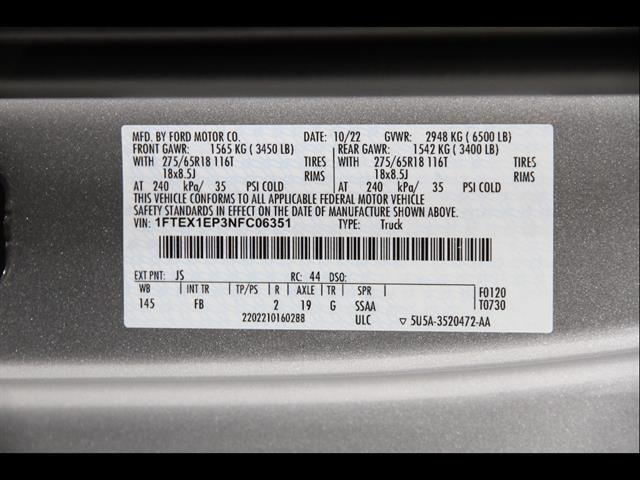 MFD. BY FORD MOTOR CO. DATE: 10/22 GVWR: 2948 KG ( 6500 LB)
FRONT GAWR: 1565 KG ( 3450 LB) REAR GAWR: 1542 KG ( 3400 LB)
WITH 275/65R18 116T TIRES WITH 275/65R18 116T TIRES
18x8.5J RIMS 18x8.5J RIMS
AT 240 kPa/ 35 PSI COLD AT 240 kPa/ 35 PSI COLD
THIS VEHICLE CONFORMS TO ALL APPLICABLE FEDERAL MOTOR VEHICLE
SAFETY STANDARDS IN EFFECT ON THE DATE OF MANUFACTURE SHOWN ABOVE
VIN: 1FTEX1EP3NFC06351 TYPE: Truck
EXT PNT: JS RC: 44 DSO:
WB INT TR TP/PS R AXLE TR SPR F0120
145 FB 2 19 G SSAA T0730
2202210160288 ULC ▽ 5U5A-3520472-AA